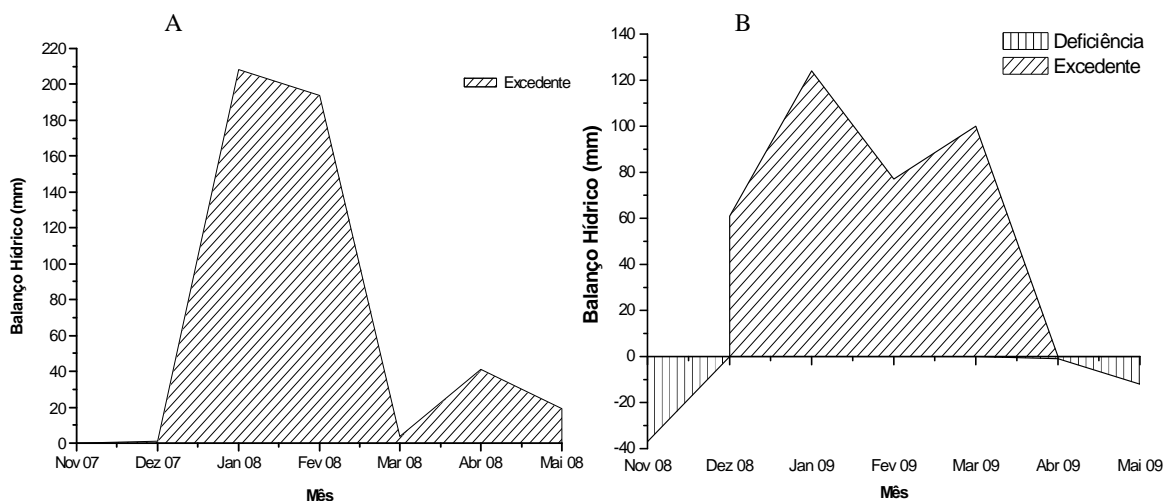 A
Balanço Hídrico (mm)
220
200
180
160
140
120
100
80
60
40
20
0
Excedente
Nov 07 Dez 07 Jan 08 Fev 08 Mar 08 Abr 08 Mai 08
Mês
B
Balanço Hídrico (mm)
140
120
100
80
60
40
20
0
-20
-40
Deficiência
Excedente
Nov 08 Dez 08 Jan 09 Fev 09 Mar 09 Abr 09 Mai 09
Mês